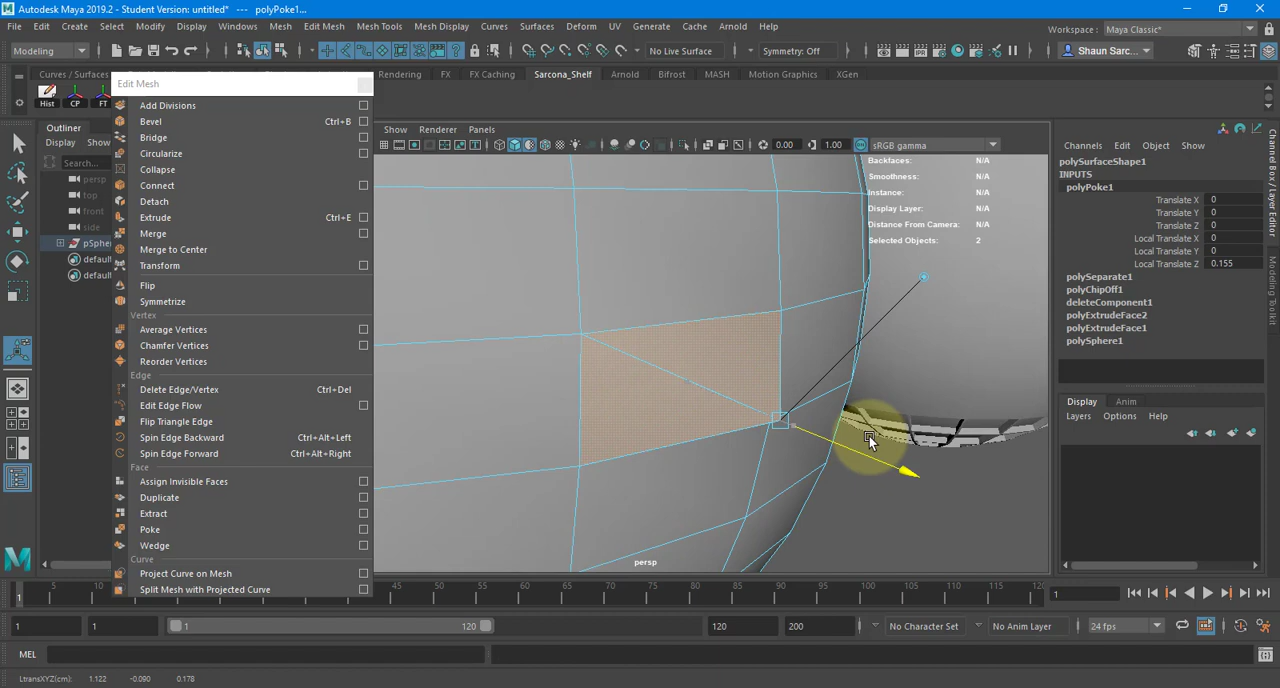 Autodesk Maya 2019.2 - Student Version: untitled*   ---   polyPoke1...
File Edit Create Select Modify Display Windows Mesh Edit Mesh Mesh Tools Mesh Display Curves Surfaces Deform UV Generate Cache Arnold Help
Workspace: Maya Classic*
Modeling No Live Surface Symmetry: Off Shaun Sarc...
Curves / Surfaces Rendering FX FX Caching Sarcona_Shelf Arnold Bifrost MASH Motion Graphics XGen
Edit Mesh
Hist CP FT
Add Divisions
Bevel Ctrl+B
Bridge
Circularize
Collapse
Connect
Detach
Extrude Ctrl+E
Merge
Merge to Center
Transform
Flip
Symmetrize
Vertex
Average Vertices
Chamfer Vertices
Reorder Vertices
Edge
Delete Edge/Vertex Ctrl+Del
Edit Edge Flow
Flip Triangle Edge
Spin Edge Backward Ctrl+Alt+Left
Spin Edge Forward Ctrl+Alt+Right
Face
Assign Invisible Faces
Duplicate
Extract
Poke
Wedge
Curve
Project Curve on Mesh
Split Mesh with Projected Curve
Outliner
Display Show
Search...
persp
top
front
side
pSphere
default
default
Show Renderer Panels
0.00 1.00 sRGB gamma
Backfaces: N/A
Smoothness: N/A
Instance: N/A
Display Layer: N/A
Distance From Camera: N/A
Selected Objects: 2
persp
Channels Edit Object Show
polySurfaceShape1
INPUTS
polyPoke1
Translate X 0
Translate Y 0
Translate Z 0
Local Translate X 0
Local Translate Y 0
Local Translate Z 0.155
polySeparate1
polyChipOff1
deleteComponent1
polyExtrudeFace2
polyExtrudeFace1
polySphere1
Display Anim
Layers Options Help
Channel Box / Layer Editor
Modeling Toolkit
1 5 10 45 50 55 60 65 70 75 80 85 90 95 100 105 110 115 120
1
1 1 1 120 120 200 No Character Set No Anim Layer 24 fps
MEL
LtransXYZ(cm): 1.122 -0.090 0.178